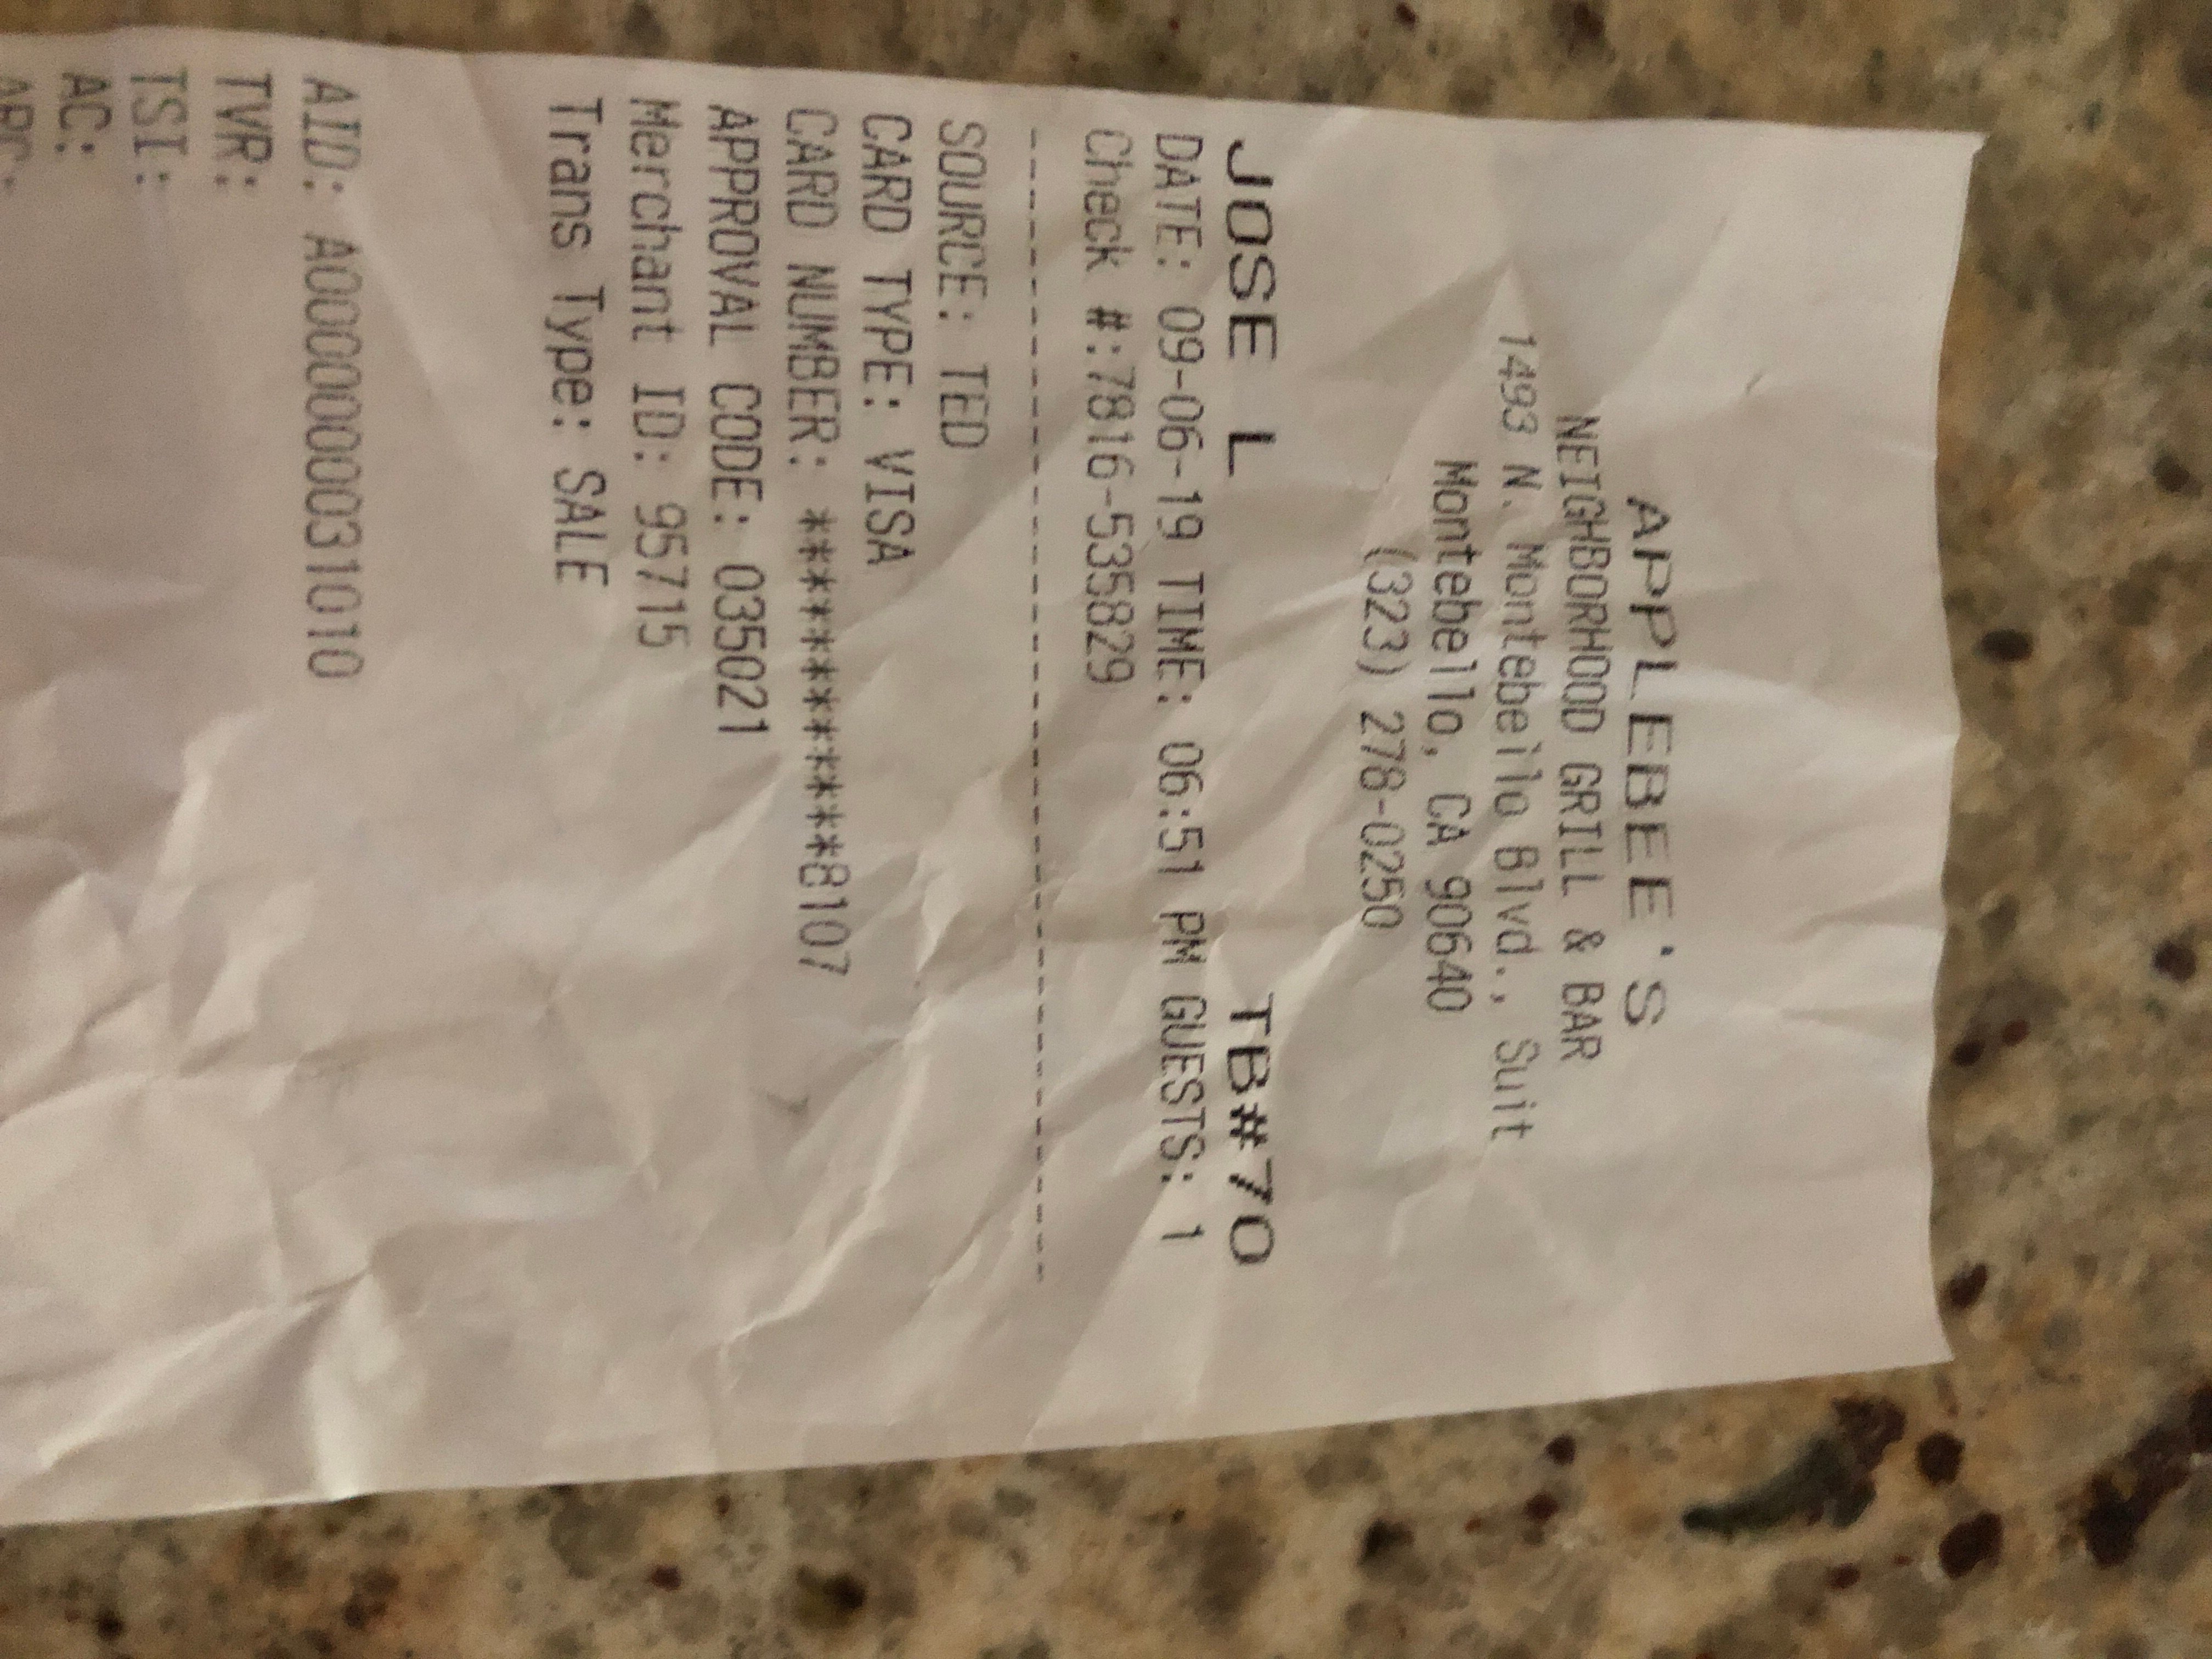 APPLEBEE'S
NEIGHBORHOOD GRILL & BAR
1493 N. Montebello Blvd., Suit
Montebello, CA 90640
(323) 278-0250
JOSE L TB#70
DATE: 09-06-19 TIME: 06:51 PM GUESTS: 1
Check #:7816-535829
--------------------------------
SOURCE: TED
CARD TYPE: VISA
CARD NUMBER: ************8107
APPROVAL CODE: 035021
Merchant ID: 95715
Trans Type: SALE
AID: A0000000031010
TVR:
TSI:
AC: